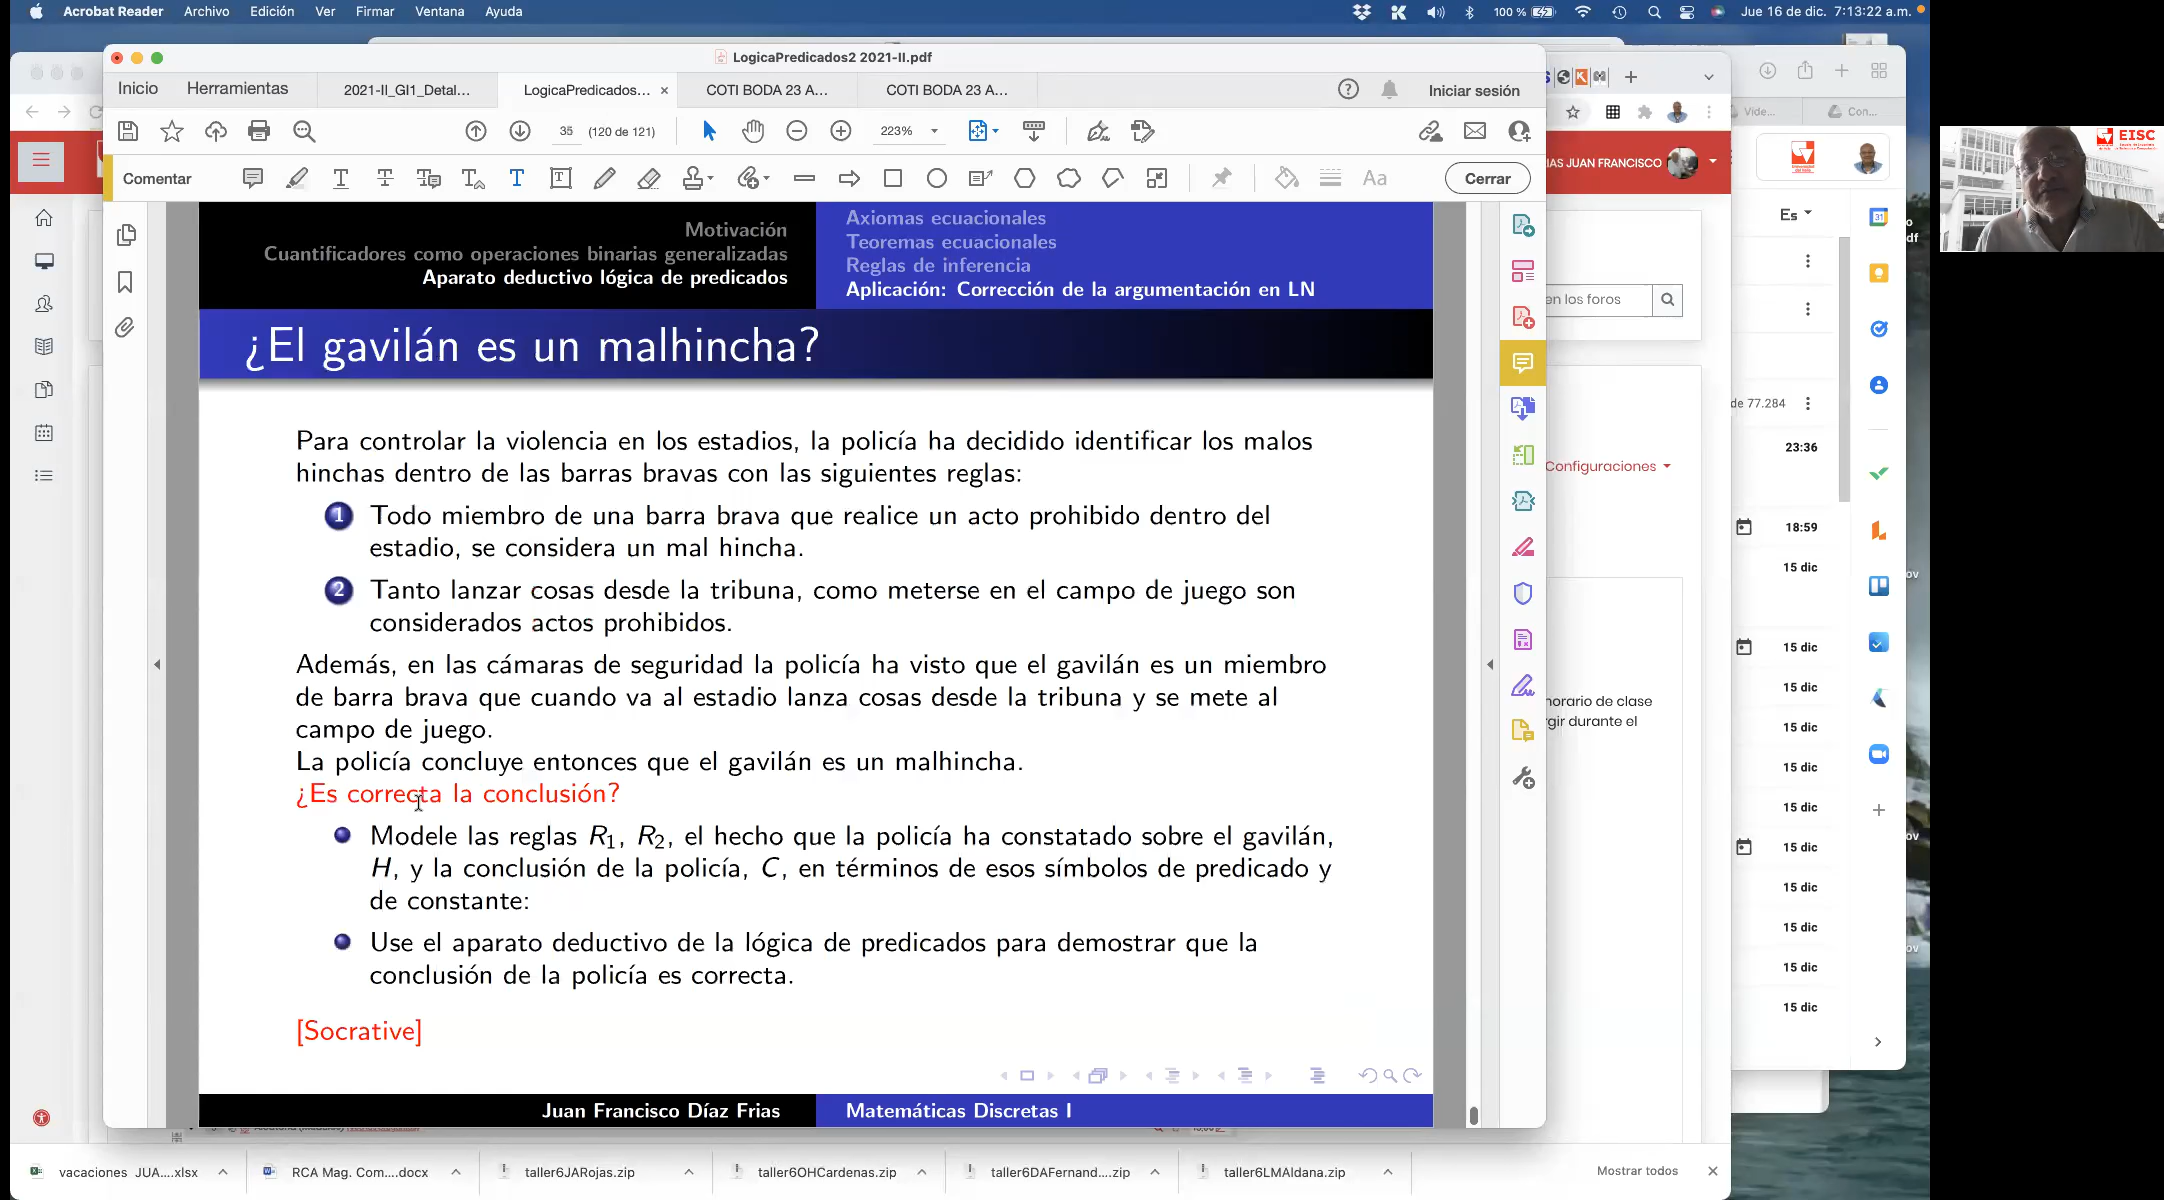 Acrobat Reader Archivo Edición Ver Firmar Ventana Ayuda
100 % Jue 16 de dic. 7:13:22 a.m.
LogicaPredicados2 2021-II.pdf
Inicio Herramientas 2021-II_GI1_Detal... LogicaPredicados... × COTI BODA 23 A... COTI BODA 23 A... Iniciar sesión
35 (120 de 121) 223%
Comentar Cerrar
Aa
Motivación
Cuantificadores como operaciones binarias generalizadas
Aparato deductivo lógica de predicados
Axiomas ecuacionales
Teoremas ecuacionales
Reglas de inferencia
Aplicación: Corrección de la argumentación en LN
¿El gavilán es un malhincha?
Para controlar la violencia en los estadios, la policía ha decidido identificar los malos
hinchas dentro de las barras bravas con las siguientes reglas:
1 Todo miembro de una barra brava que realice un acto prohibido dentro del
estadio, se considera un mal hincha.
2 Tanto lanzar cosas desde la tribuna, como meterse en el campo de juego son
considerados actos prohibidos.
Además, en las cámaras de seguridad la policía ha visto que el gavilán es un miembro
de barra brava que cuando va al estadio lanza cosas desde la tribuna y se mete al
campo de juego.
La policía concluye entonces que el gavilán es un malhincha.
¿Es correcta la conclusión?
Modele las reglas R1, R2, el hecho que la policía ha constatado sobre el gavilán,
H, y la conclusión de la policía, C, en términos de esos símbolos de predicado y
de constante:
Use el aparato deductivo de la lógica de predicados para demostrar que la
conclusión de la policía es correcta.
[Socrative]
Juan Francisco Díaz Frias Matemáticas Discretas I
IAS JUAN FRANCISCO
en los foros
Configuraciones
horario de clase
rgir durante el
Víde...
Con...
Es
31
de 77.284
23:36
18:59
15 dic
15 dic
15 dic
15 dic
15 dic
15 dic
15 dic
15 dic
15 dic
15 dic
15 dic
df
ov
ov
ov
EISC
vacaciones JUA....xlsx RCA Mag. Com....docx taller6JARojas.zip taller6OHCardenas.zip taller6DAFernand....zip taller6LMAldana.zip Mostrar todos